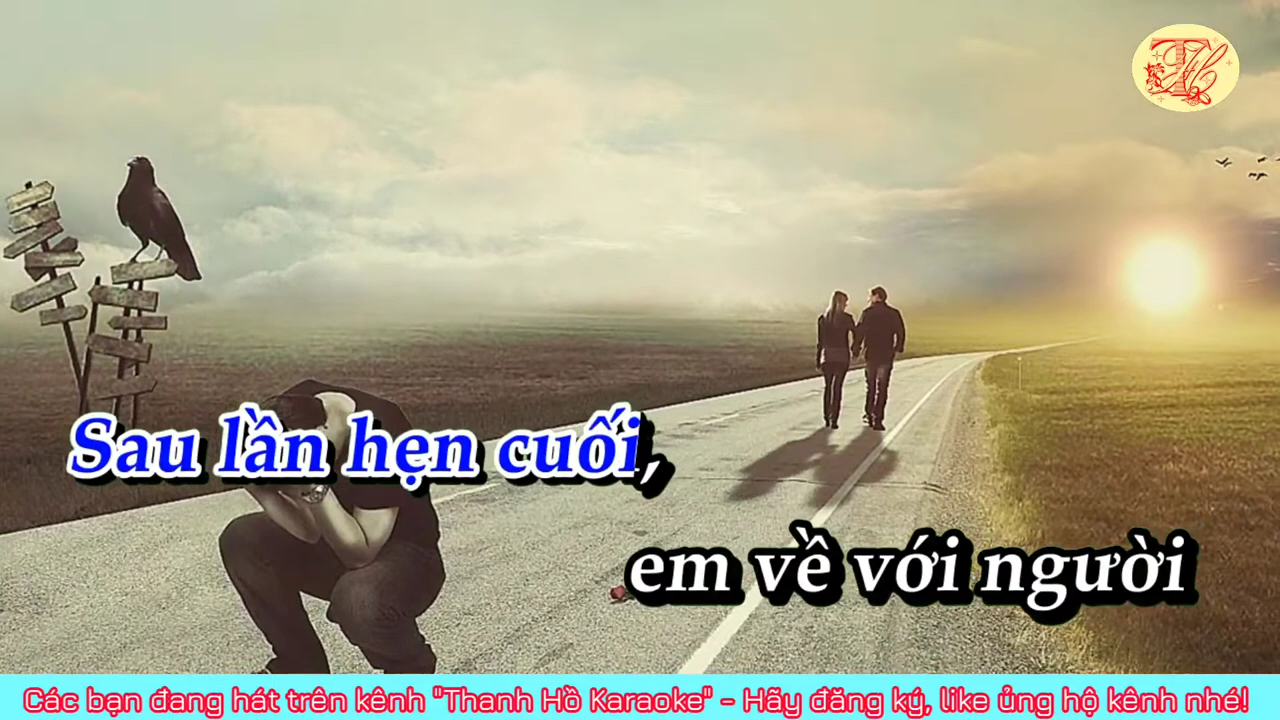 Th
Sau lần hẹn cuối,
em về với người
Các bạn đang hát trên kênh "Thanh Hồ Karaoke" - Hãy đăng ký, like ủng hộ kênh nhé!